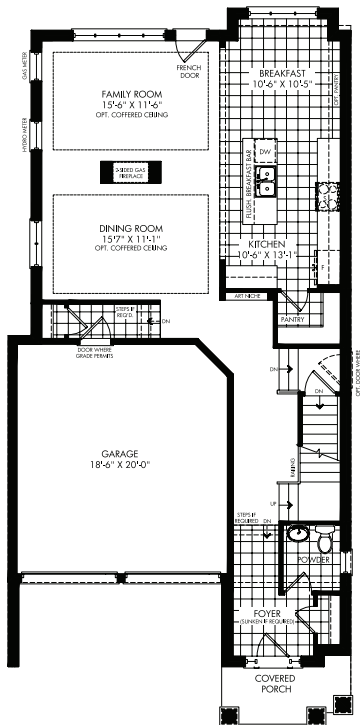 GAS METER
FRENCH
DOOR
BREAKFAST
10'-6" X 10'-5"
OPT. PANTRY
FAMILY ROOM
15'-6" X 11'-6"
OPT. COFFERED CEILING
HYDRO METER
2-SIDED GAS
FIREPLACE
FLUSH. BREAKFAST BAR
DW
DINING ROOM
15'7" X 11'-1"
OPT. COFFERED CEILING
KITCHEN
10'-6" X 13'-1"
F
ART NICHE
PANTRY
STEPS IF
REQ'D.
DN
DOOR WHERE
GRADE PERMITS
DN
DN
OPT. DOOR WHERE
GARAGE
18'-6" X 20'-0"
RAILING
UP
STEPS IF
REQUIRED DN
POWDER
FOYER
(SUNKEN IF REQUIRED)
COVERED
PORCH